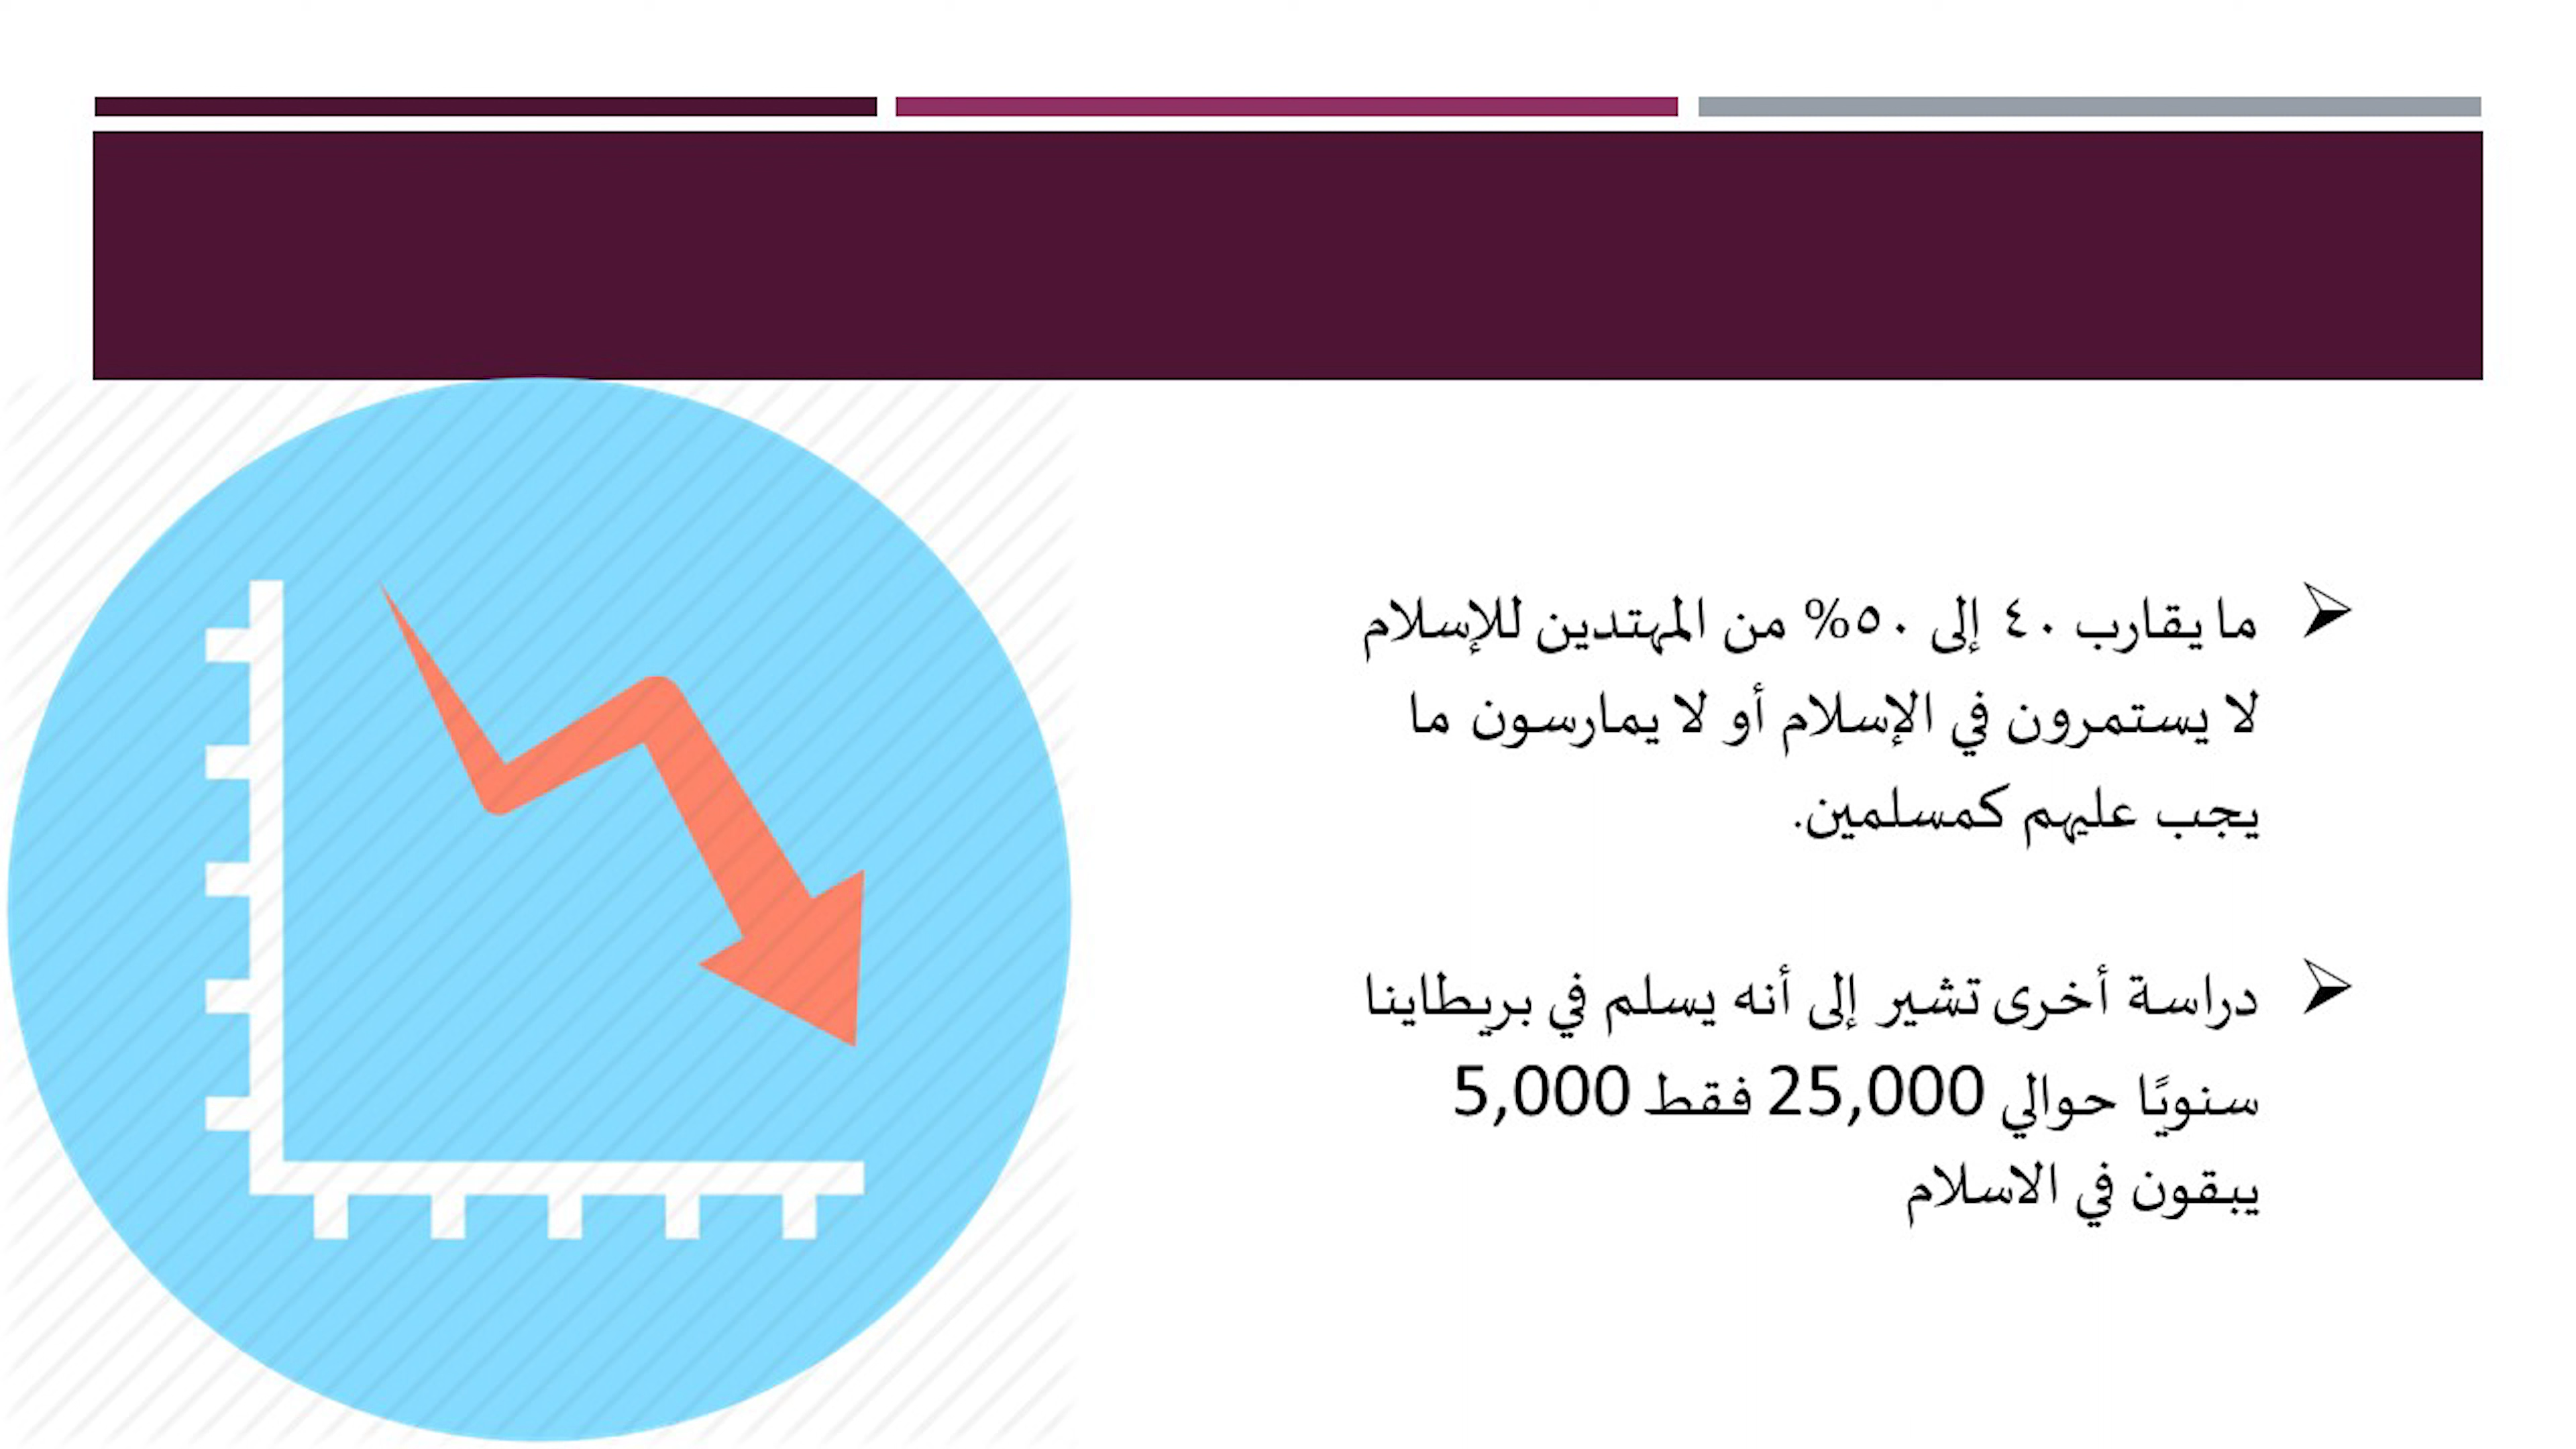 ما يقارب ٤٠ إلى ٥٠% من المهتدين للإسلام
لا يستمرون في الإسلام أو لا يمارسون ما
يجب عليهم كمسلمين.
دراسة أخرى تشير إلى أنه يسلم في بريطاينا
سنويًا حوالي 25,000 فقط 5,000
يبقون في الاسلام